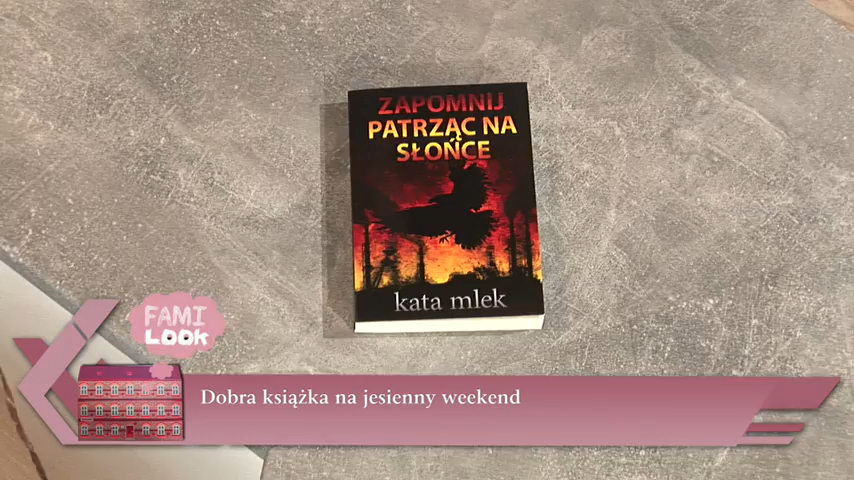 ZAPOMNIJ
PATRZĄC NA
SŁOŃCE
kata mlek
FAMI
LOOK
Dobra książka na jesienny weekend